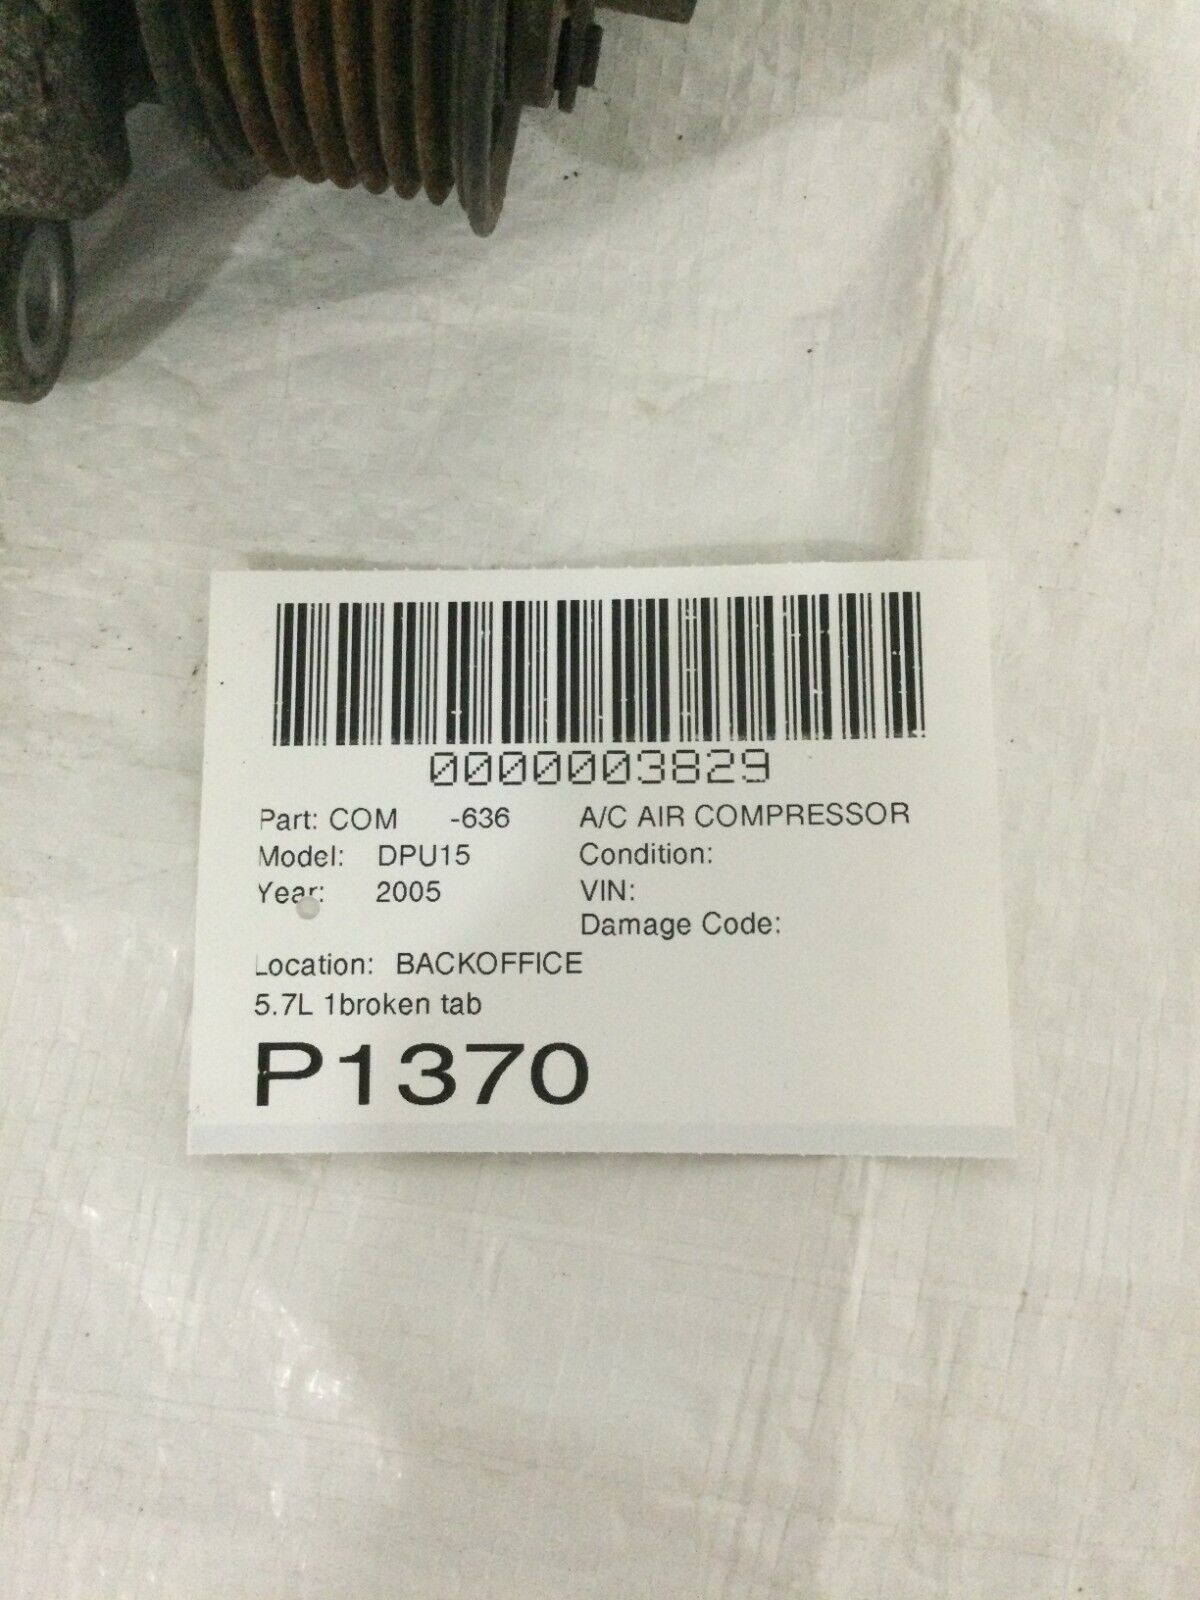 0000003829
Part: COM -636 A/C AIR COMPRESSOR
Model: DPU15 Condition:
Year: 2005 VIN:
Damage Code:
Location: BACKOFFICE
5.7L 1broken tab
P1370